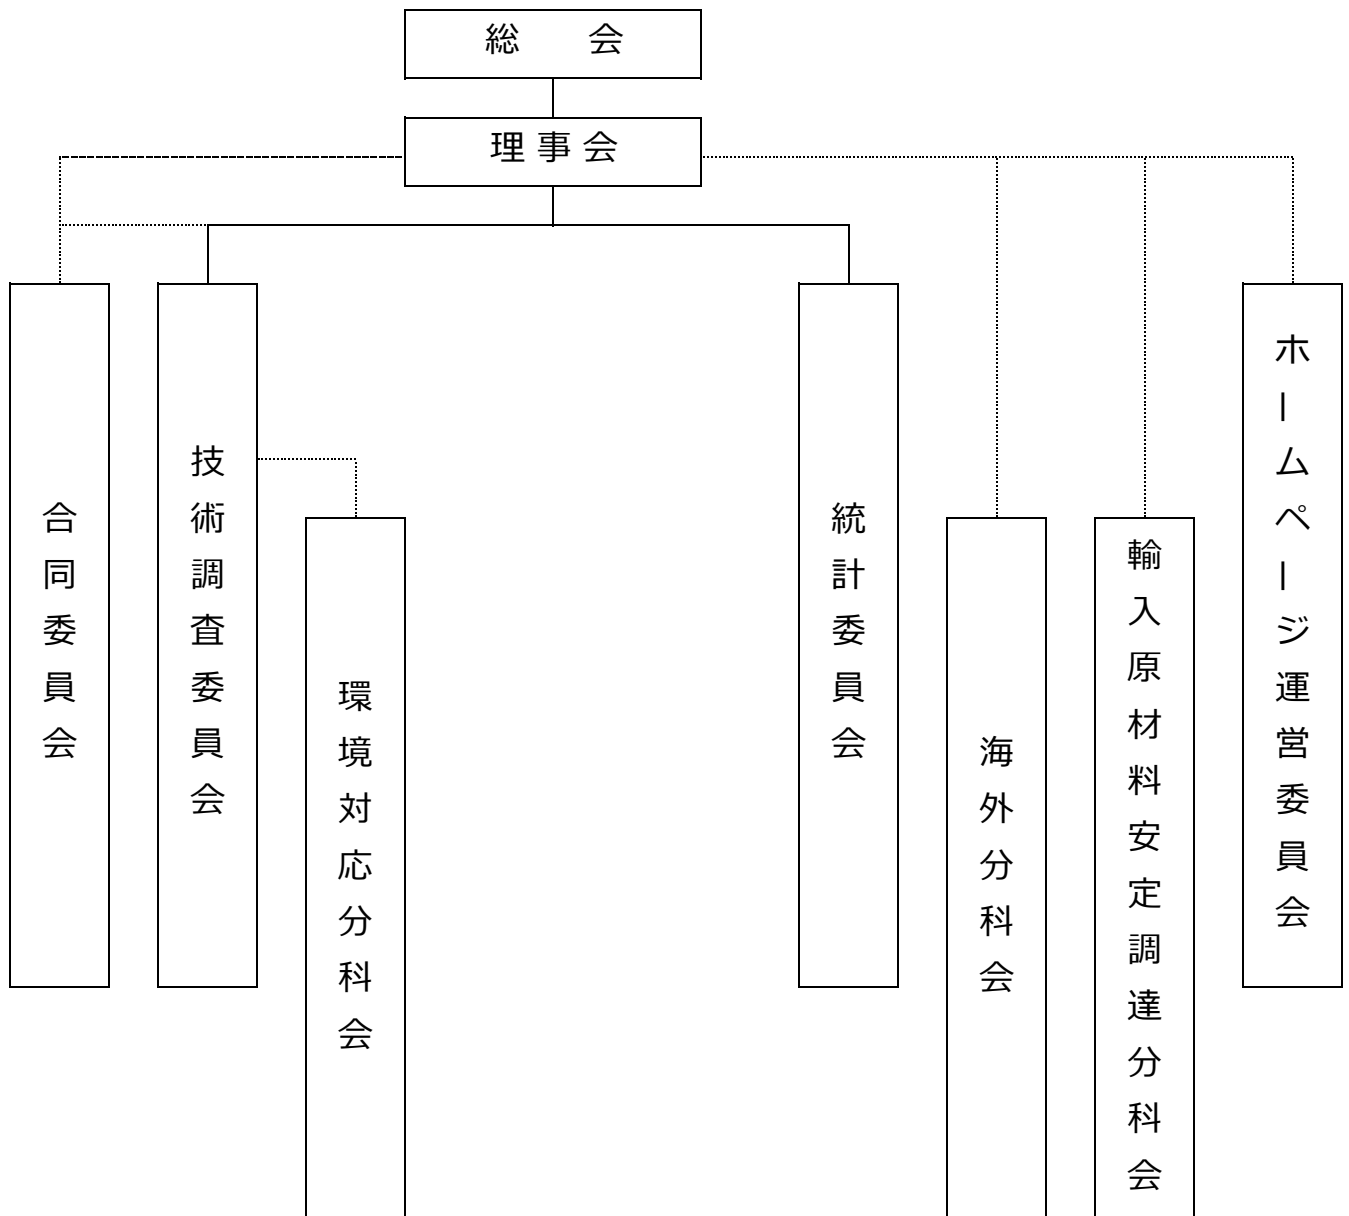 総　会
理事会
合同委員会
技術調査委員会
環境対応分科会
統計委員会
海外分科会
輸入原材料安定調達分科会
ホームページ運営委員会